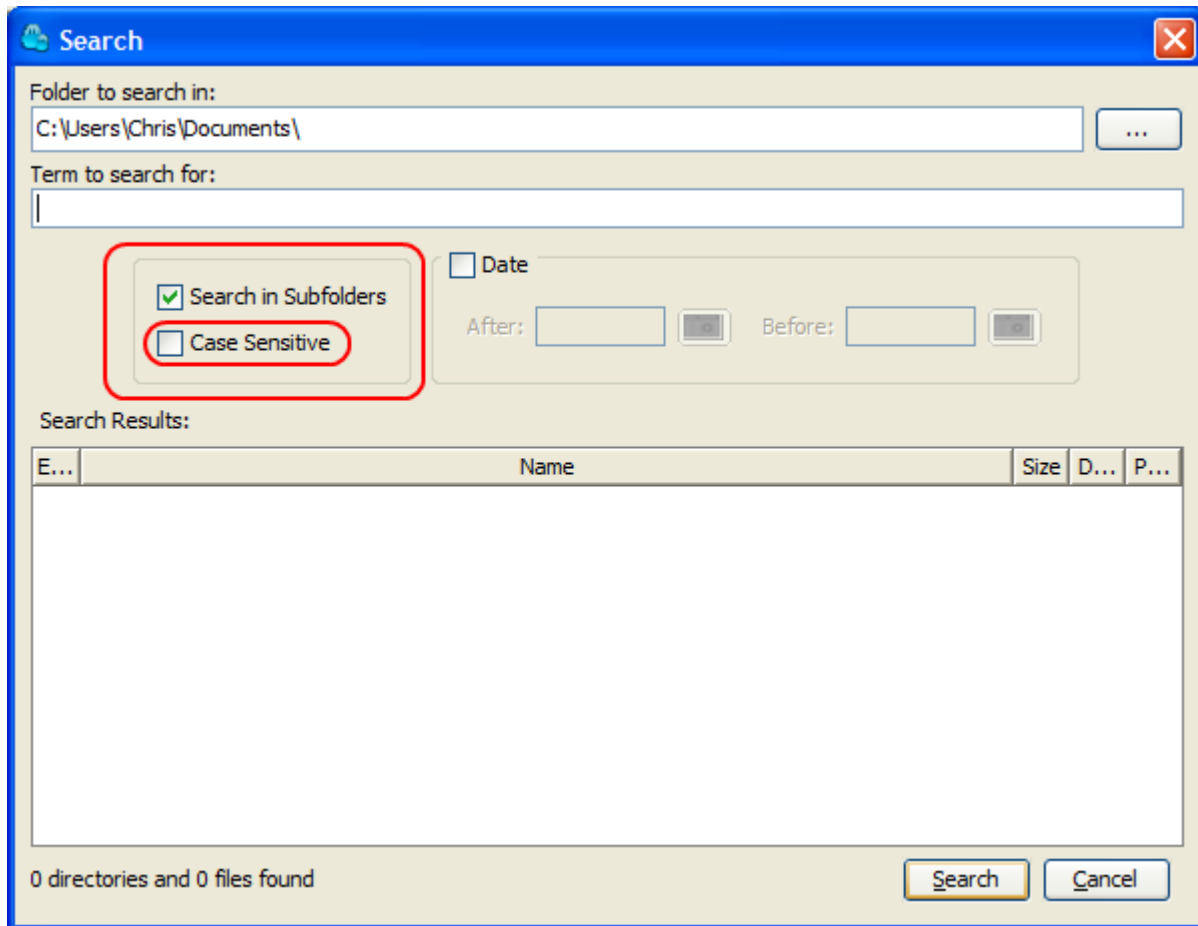 Search
Folder to search in:
C:\Users\Chris\Documents\
...
Term to search for:
Search in Subfolders
Case Sensitive
Date
After:
Before:
Search Results:
E... Name Size D... P...
0 directories and 0 files found
Search
Cancel